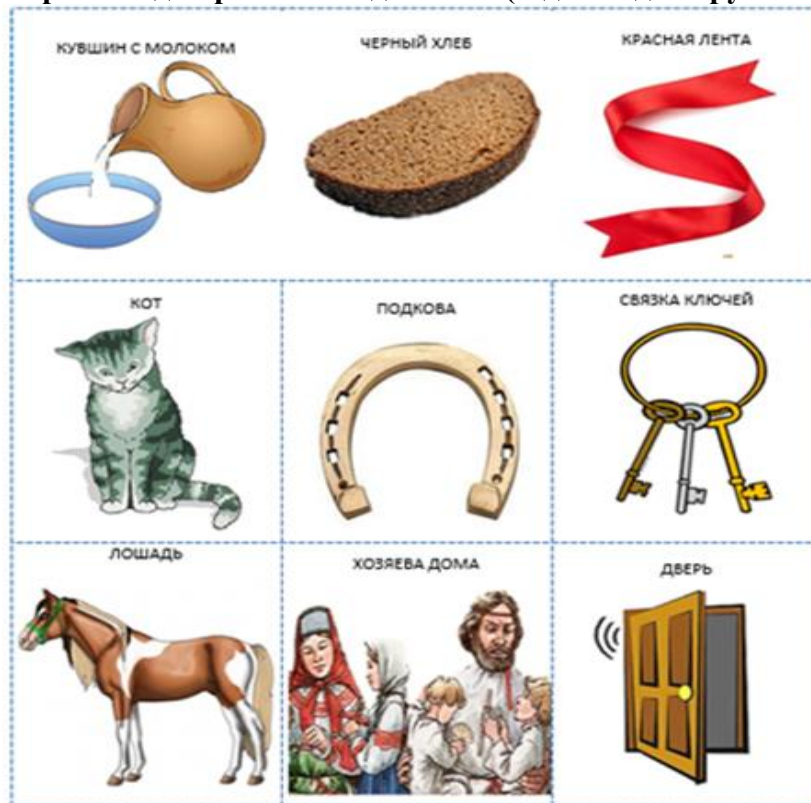 КУВШИН С МОЛОКОМ
ЧЕРНЫЙ ХЛЕБ
КРАСНАЯ ЛЕНТА
КОТ
ПОДКОВА
СВЯЗКА КЛЮЧЕЙ
ЛОШАДЬ
ХОЗЯЕВА ДОМА
ДВЕРЬ